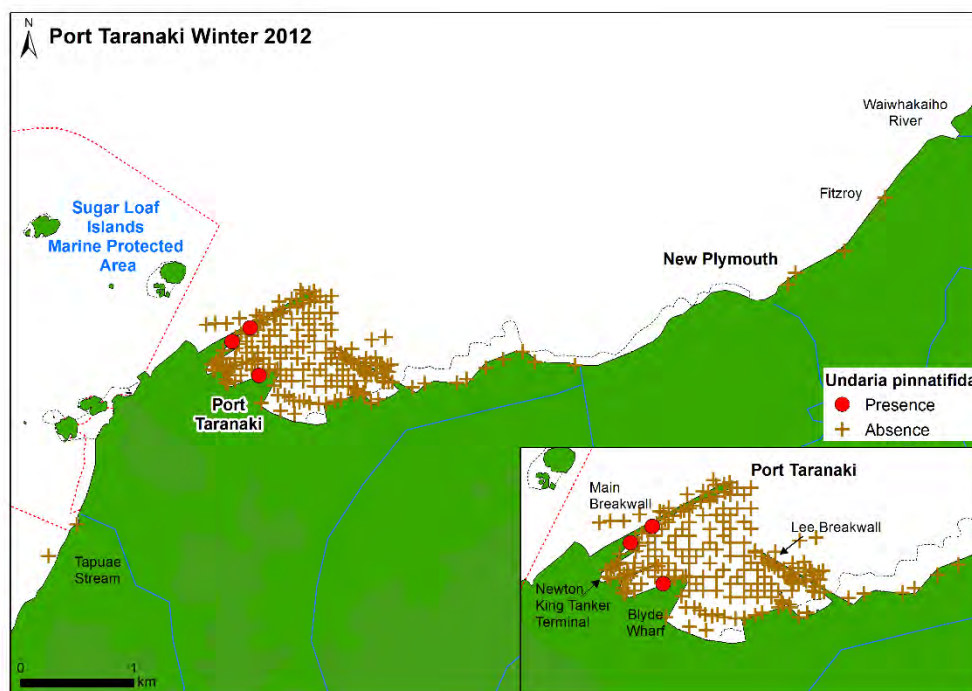 N
Port Taranaki Winter 2012
Waiwhakaiho
River
Fitzroy
Sugar Loaf
Islands
Marine Protected
Area
New Plymouth
Port
Taranaki
Undaria pinnatifida
Presence
Absence
Tapuae
Stream
0
1
km
Port Taranaki
Main
Breakwall
Lee Breakwall
Newton
King Tanker
Terminal
Blyde
Wharf